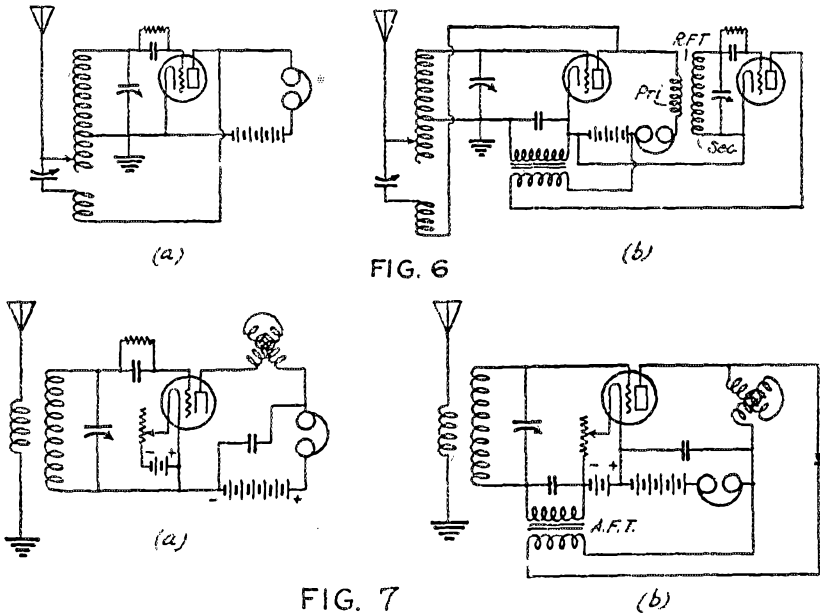 R.F.T
Pri.
Sec.
(a)
(b)
FIG. 6
- +
- +
(a)
- +
A.F.T.
(b)
FIG. 7